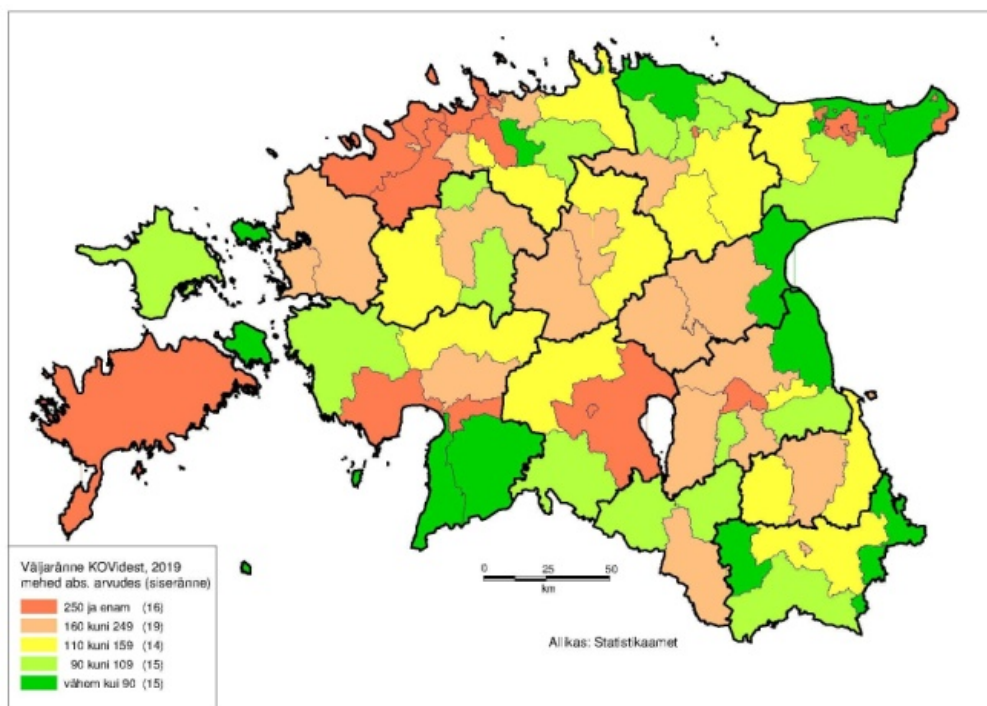 Väljaränne KOVidest, 2019
mehed abs. arvudes (siseränne)
250 ja enam (16)
160 kuni 249 (19)
110 kuni 159 (14)
90 kuni 109 (15)
vähem kui 90 (15)
0 25 50
km
Allikas: Statistikaamet